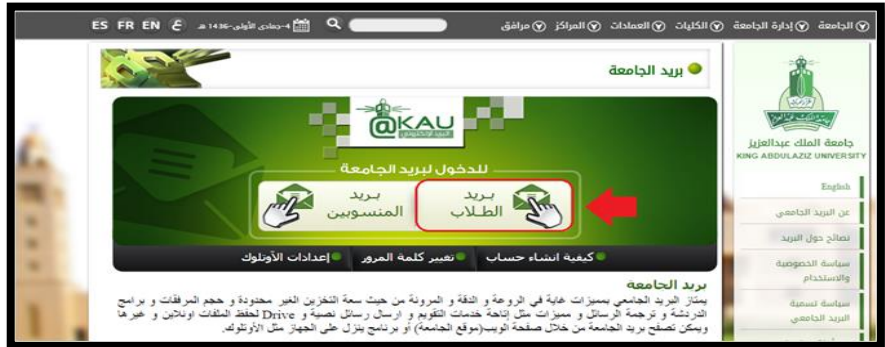 الجامعة إدارة الجامعة الكليات العمادات المراكز مرافق
4-جمادى الأولى-1436 هـ ع EN FR ES
جامعة الملك عبدالعزيز
KING ABDULAZIZ UNIVERSITY
English
عن البريد الجامعي
نصائح حول البريد
سياسة الخصوصية
والاستخدام
سياسة تسمية
البريد الجامعي
بريد الجامعة
@KAU
البريد الإلكتروني
للدخول لبريد الجامعة
بريد الطلاب
بريد المنسوبين
كيفية انشاء حساب تغيير كلمة المرور إعدادات الأوتلوك
بريد الجامعة
يمتاز البريد الجامعي بمميزات غاية في الروعة و الدقة و المرونة من حيث سعة التخزين الغير محدودة و حجم المرفقات و برامج
الدردشة و ترجمة الرسائل و مميزات مثل إتاحة خدمات التقويم و ارسال رسائل نصية و Drive لحفظ الملفات اونلاين و غيرها
ويمكن تصفح بريد الجامعة من خلال صفحة الويب(موقع الجامعة) أو برنامج ينزل على الجهاز مثل الأوتلوك.